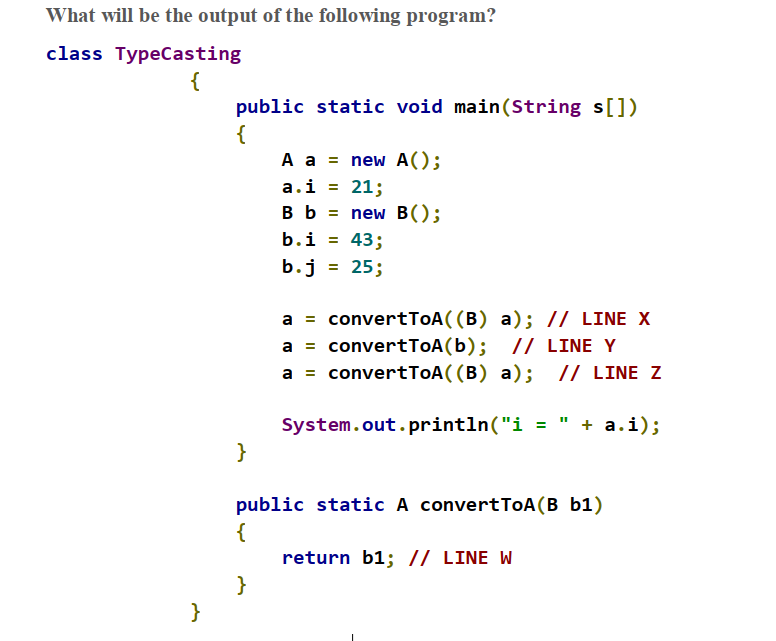 What will be the output of the following program?
class TypeCasting
{
public static void main(String s[])
{
A a = new A();
a.i = 21;
B b = new B();
b.i = 43;
b.j = 25;
a = convertToA((B) a); // LINE X
a = convertToA(b); // LINE Y
a = convertToA((B) a); // LINE Z
System.out.println("i = " + a.i);
}
public static A convertToA(B b1)
{
return b1; // LINE W
}
}